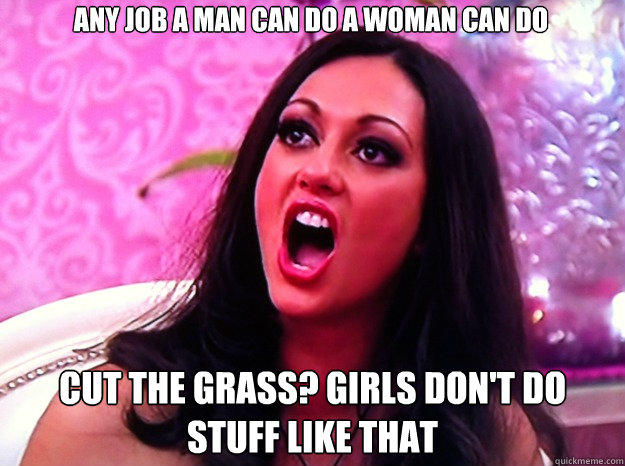 ANY JOB A MAN CAN DO A WOMAN CAN DO
CUT THE GRASS? GIRLS DON'T DO
STUFF LIKE THAT
quickmeme.com